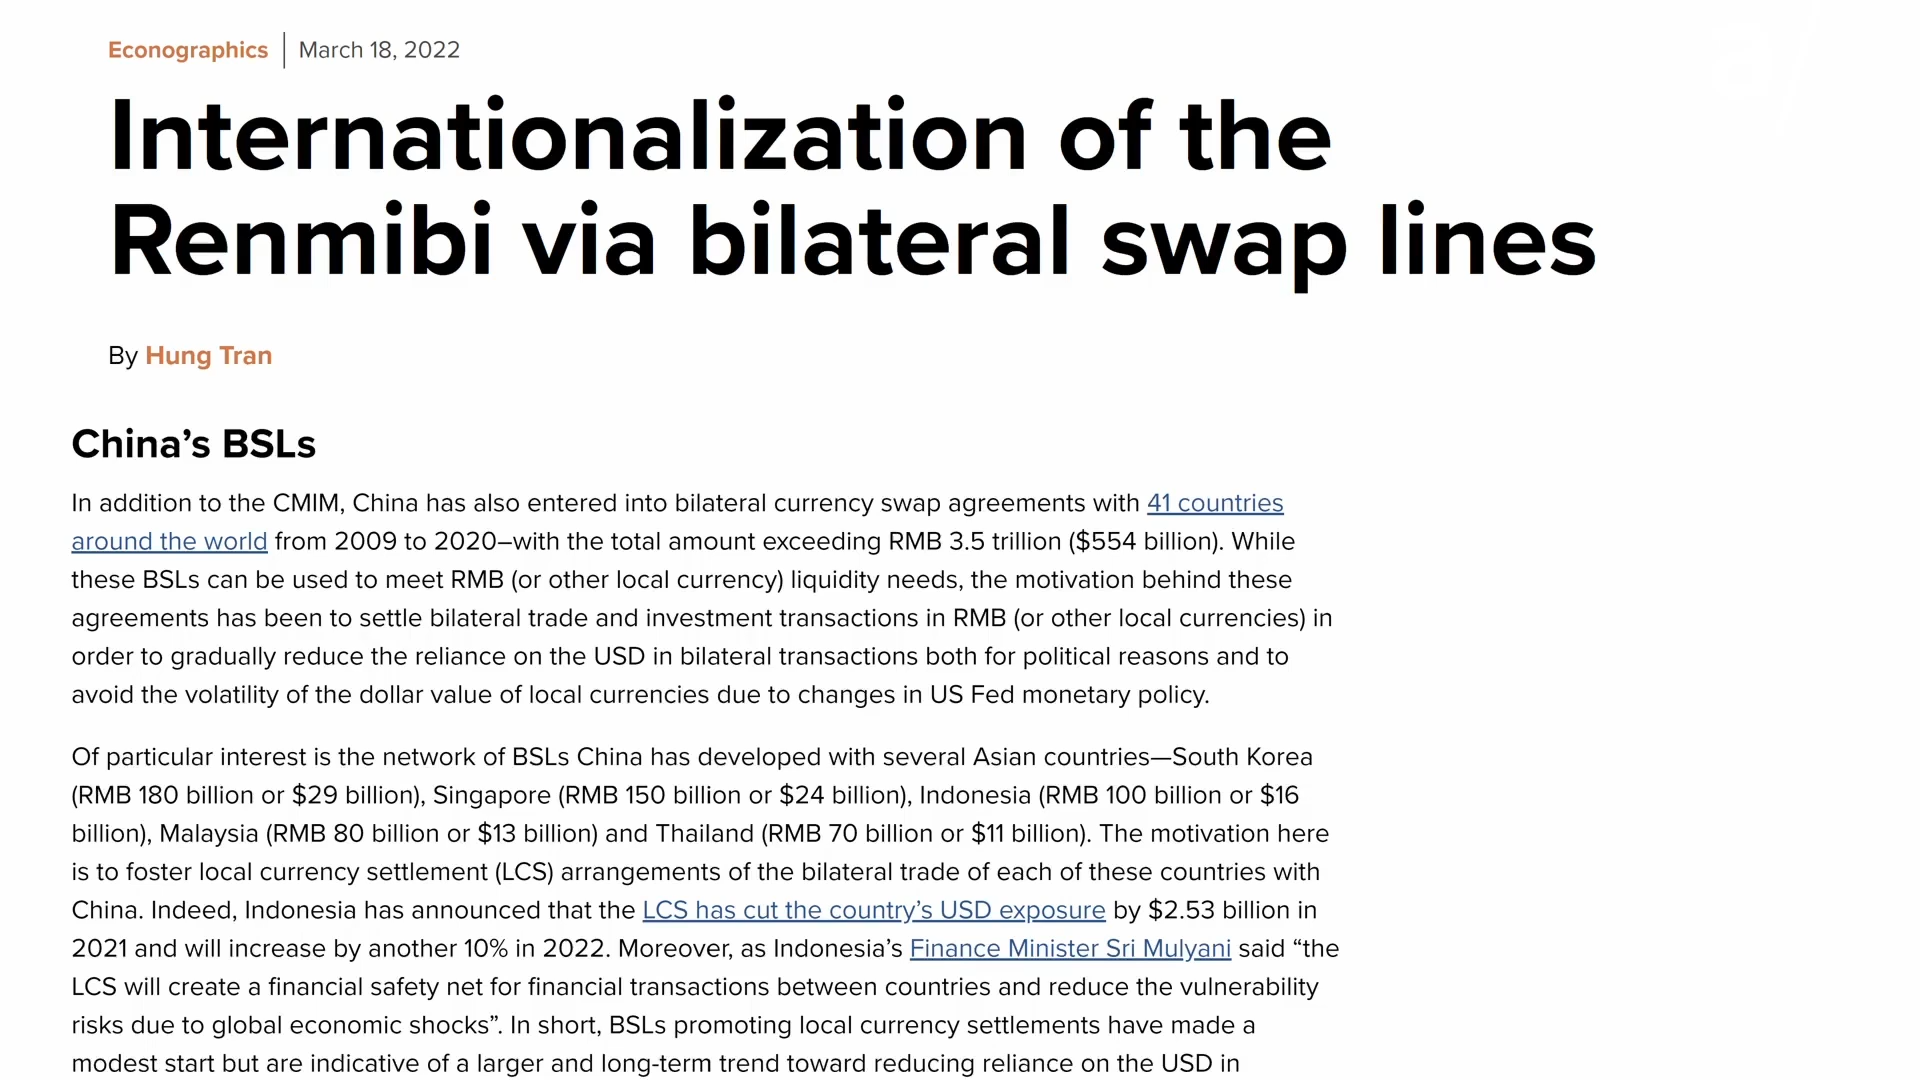 Econographics | March 18, 2022
Internationalization of the
Renmibi via bilateral swap lines
By Hung Tran
China’s BSLs
In addition to the CMIM, China has also entered into bilateral currency swap agreements with 41 countries
around the world from 2009 to 2020–with the total amount exceeding RMB 3.5 trillion ($554 billion). While
these BSLs can be used to meet RMB (or other local currency) liquidity needs, the motivation behind these
agreements has been to settle bilateral trade and investment transactions in RMB (or other local currencies) in
order to gradually reduce the reliance on the USD in bilateral transactions both for political reasons and to
avoid the volatility of the dollar value of local currencies due to changes in US Fed monetary policy.
Of particular interest is the network of BSLs China has developed with several Asian countries—South Korea
(RMB 180 billion or $29 billion), Singapore (RMB 150 billion or $24 billion), Indonesia (RMB 100 billion or $16
billion), Malaysia (RMB 80 billion or $13 billion) and Thailand (RMB 70 billion or $11 billion). The motivation here
is to foster local currency settlement (LCS) arrangements of the bilateral trade of each of these countries with
China. Indeed, Indonesia has announced that the LCS has cut the country’s USD exposure by $2.53 billion in
2021 and will increase by another 10% in 2022. Moreover, as Indonesia’s Finance Minister Sri Mulyani said “the
LCS will create a financial safety net for financial transactions between countries and reduce the vulnerability
risks due to global economic shocks”. In short, BSLs promoting local currency settlements have made a
modest start but are indicative of a larger and long-term trend toward reducing reliance on the USD in